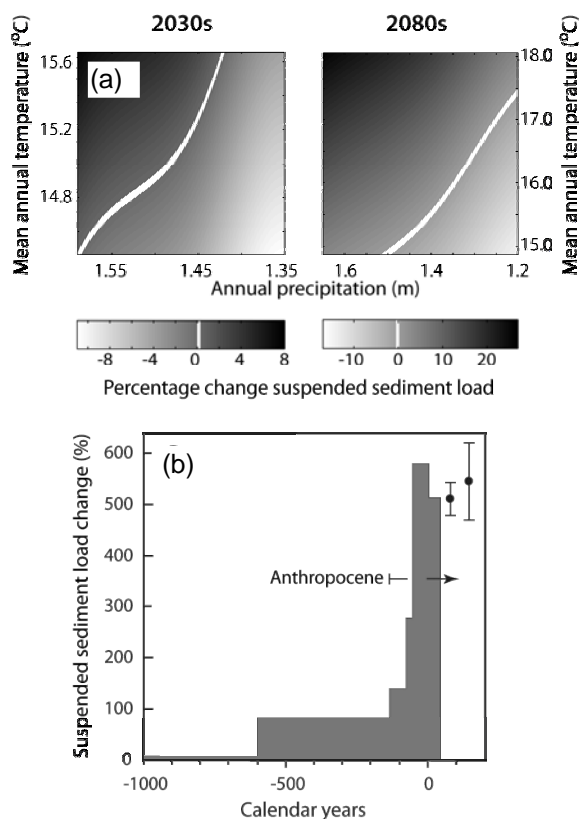 2030s
2080s
Mean annual temperature (°C)
(a)
15.6
15.2
14.8
18.0
17.0
16.0
15.0
Mean annual temperature (°C)
1.55 1.45 1.35
1.6 1.4 1.2
Annual precipitation (m)
-8 -4 0 4 8
-10 0 10 20
Percentage change suspended sediment load
(b)
Suspended sediment load change (%)
600
500
400
300
200
100
0
Anthropocene
-1000 -500 0
Calendar years